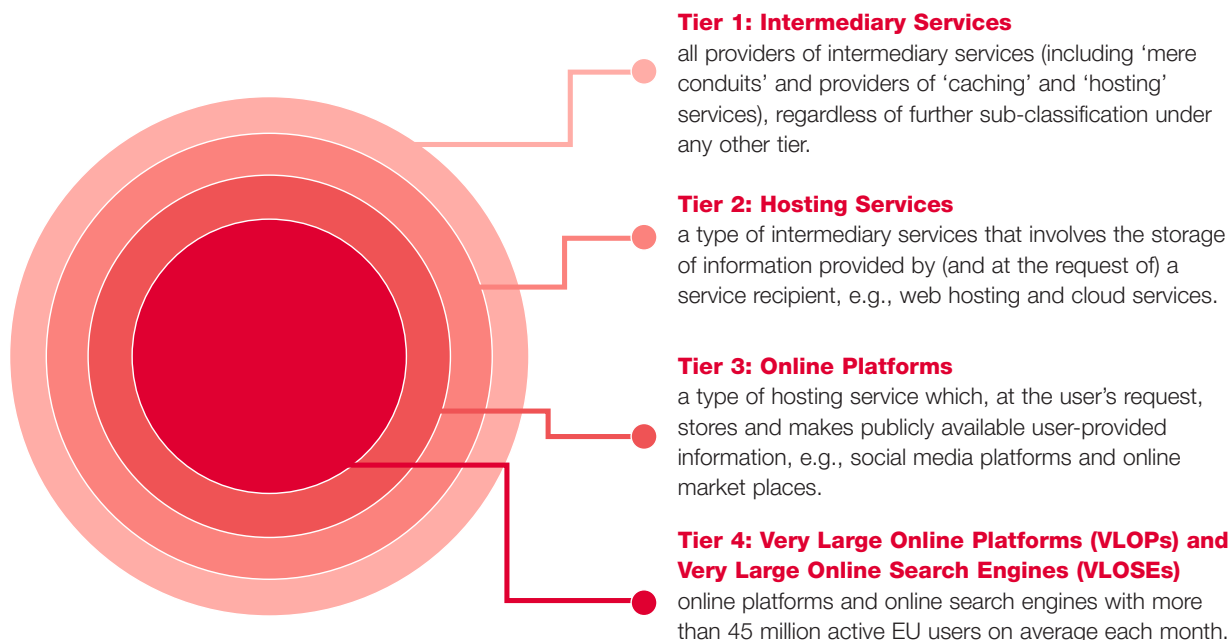 Tier 1: Intermediary Services
all providers of intermediary services (including ‘mere
conduits’ and providers of ‘caching’ and ‘hosting’
services), regardless of further sub-classification under
any other tier.
Tier 2: Hosting Services
a type of intermediary services that involves the storage
of information provided by (and at the request of) a
service recipient, e.g., web hosting and cloud services.
Tier 3: Online Platforms
a type of hosting service which, at the user’s request,
stores and makes publicly available user-provided
information, e.g., social media platforms and online
market places.
Tier 4: Very Large Online Platforms (VLOPs) and
Very Large Online Search Engines (VLOSEs)
online platforms and online search engines with more
than 45 million active EU users on average each month.